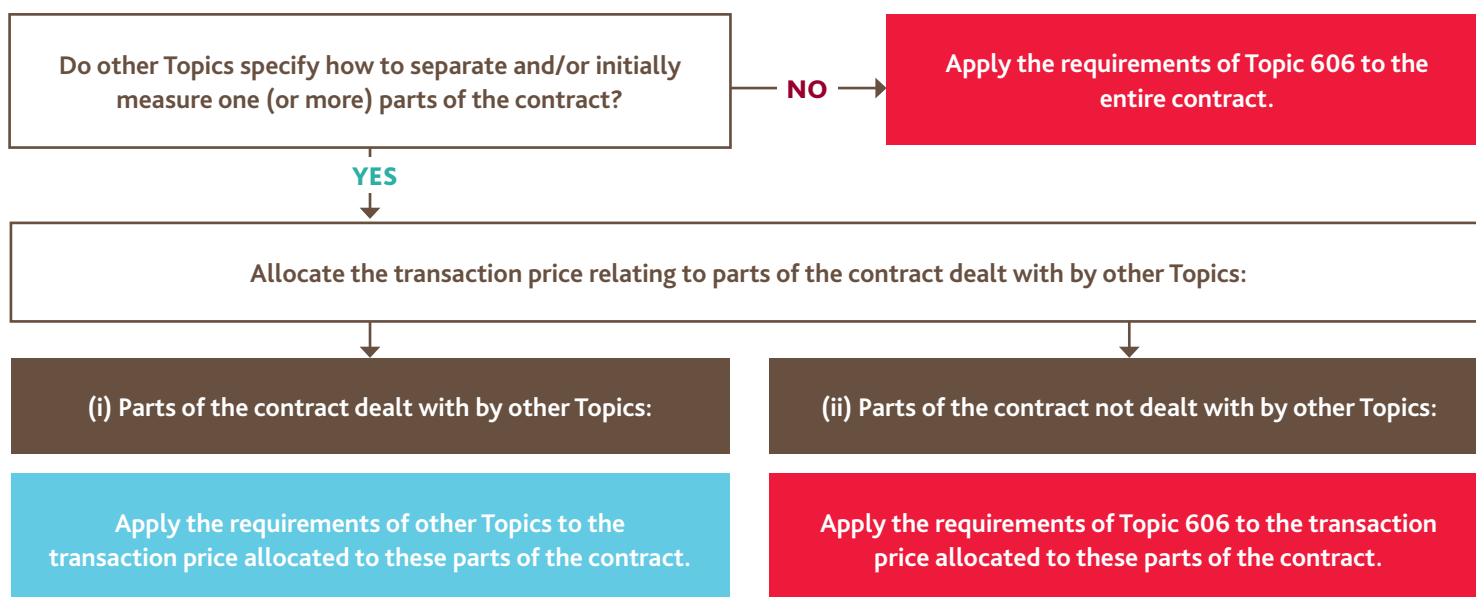 Do other Topics specify how to separate and/or initially
measure one (or more) parts of the contract?
NO
Apply the requirements of Topic 606 to the
entire contract.
YES
Allocate the transaction price relating to parts of the contract dealt with by other Topics:
(i) Parts of the contract dealt with by other Topics:
(ii) Parts of the contract not dealt with by other Topics:
Apply the requirements of other Topics to the
transaction price allocated to these parts of the contract.
Apply the requirements of Topic 606 to the transaction
price allocated to these parts of the contract.